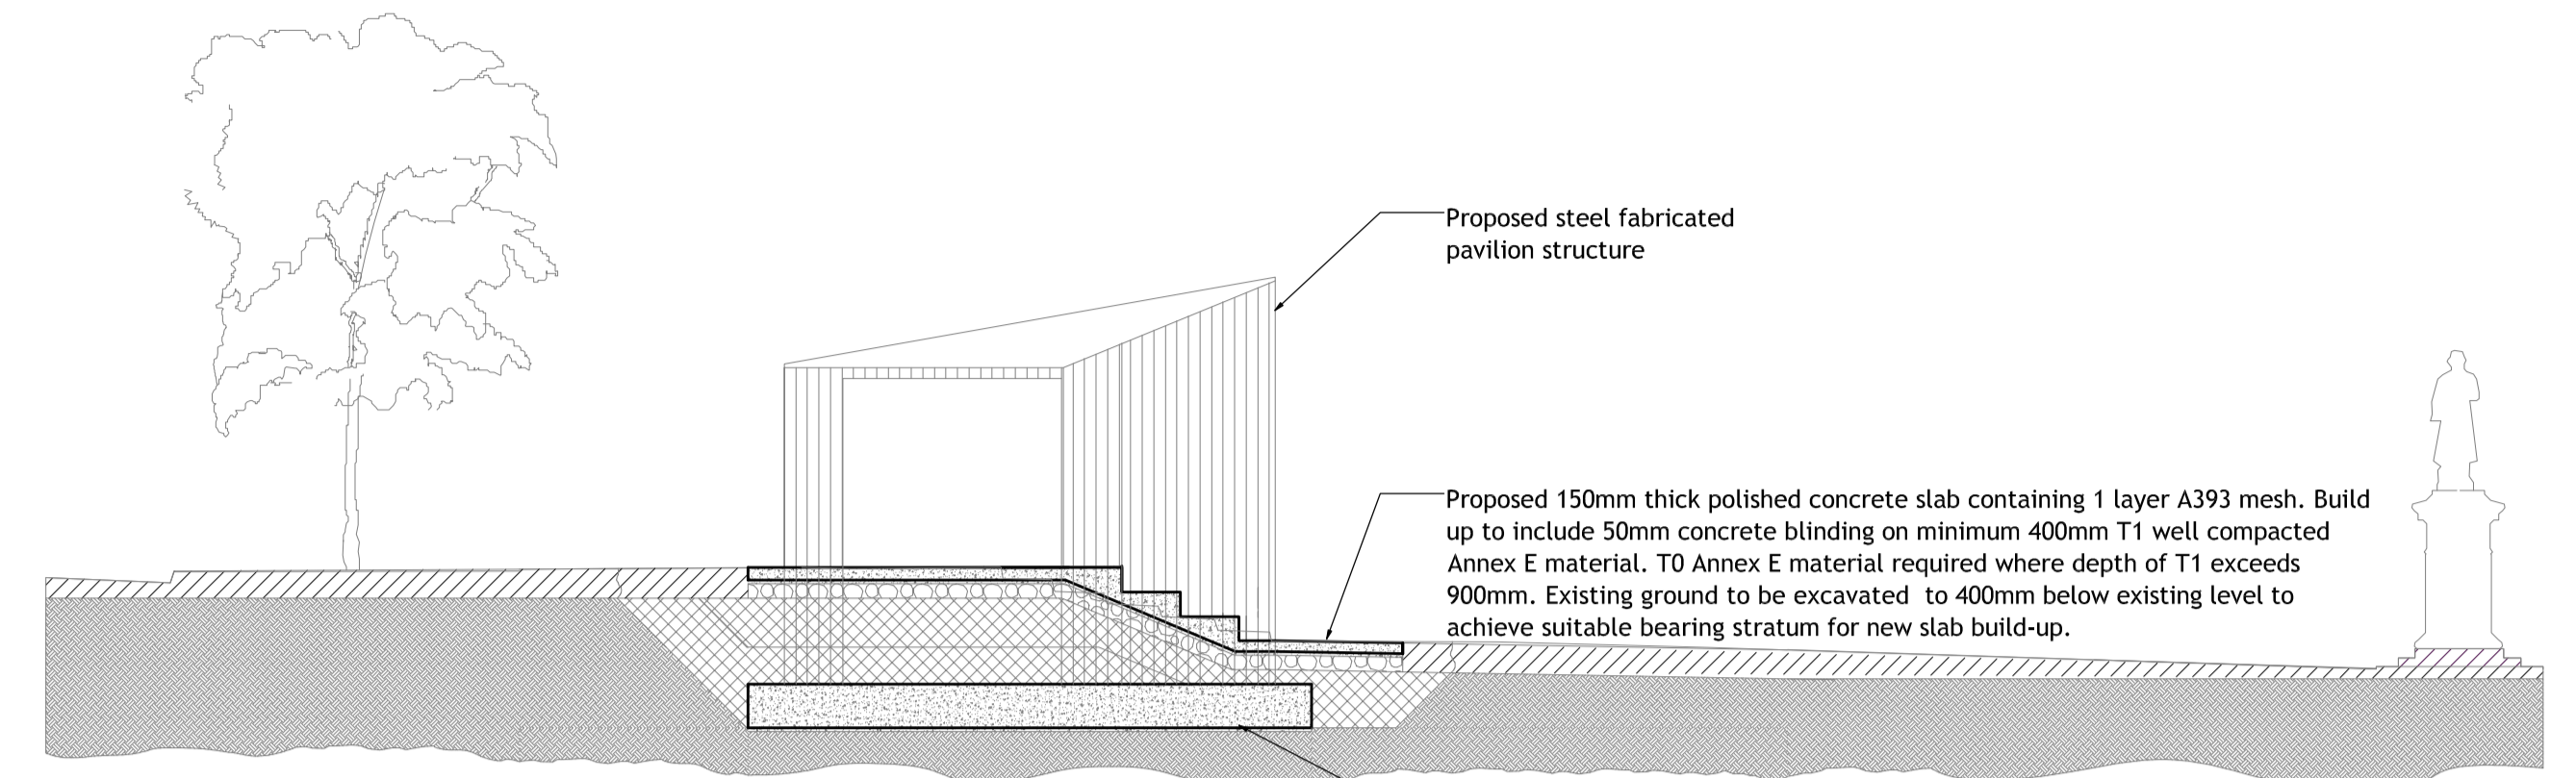 Proposed steel fabricated
pavilion structure
Proposed 150mm thick polished concrete slab containing 1 layer A393 mesh. Build
up to include 50mm concrete blinding on minimum 400mm T1 well compacted
Annex E material. T0 Annex E material required where depth of T1 exceeds
900mm. Existing ground to be excavated  to 400mm below existing level to
achieve suitable bearing stratum for new slab build-up.